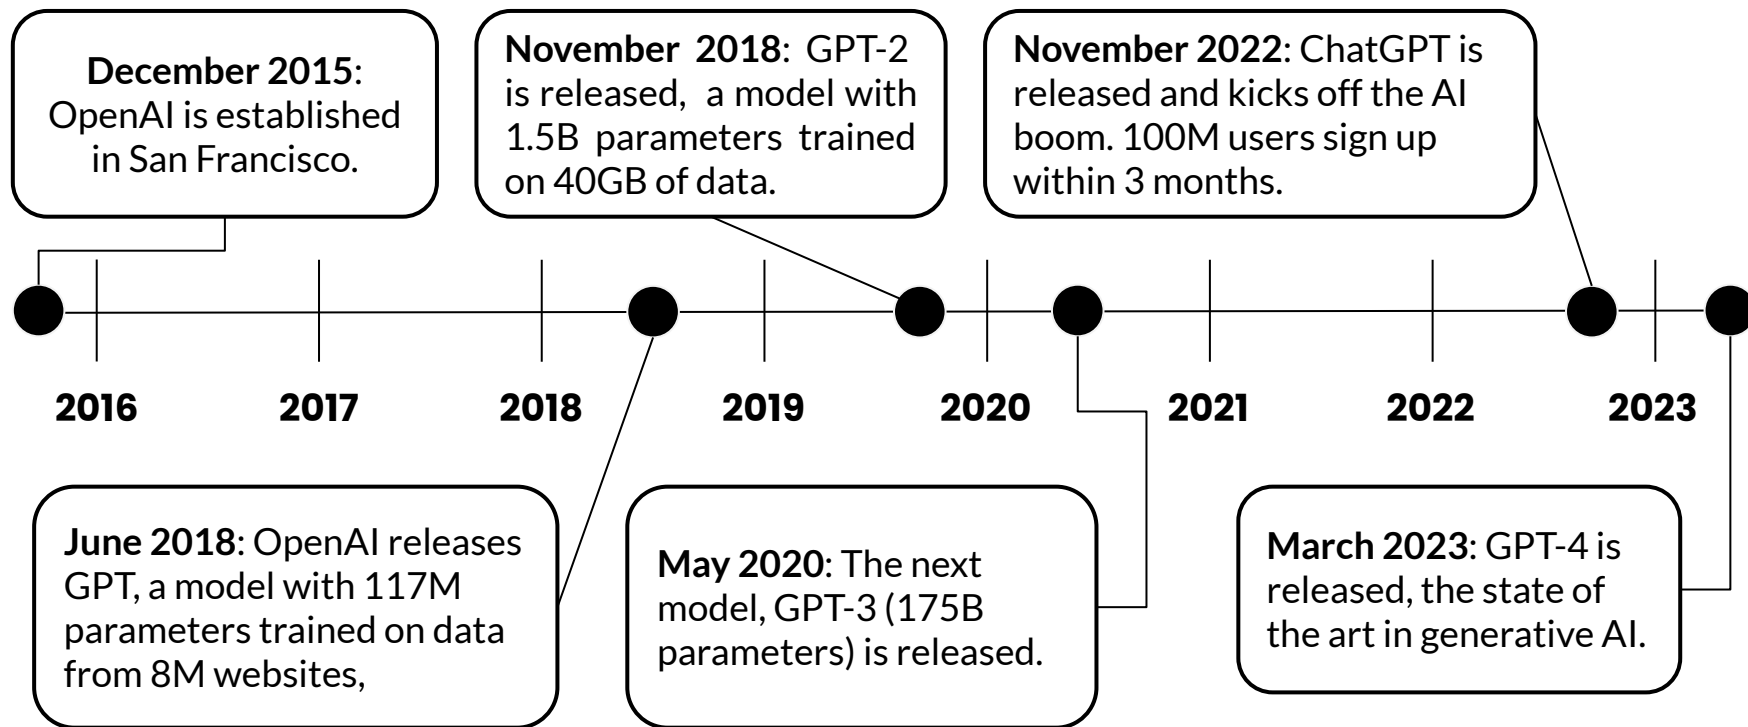 December 2015:
OpenAI is established
in San Francisco.
November 2018: GPT-2
is released, a model with
1.5B parameters trained
on 40GB of data.
November 2022: ChatGPT is
released and kicks off the AI
boom. 100M users sign up
within 3 months.
2016 2017 2018 2019 2020 2021 2022 2023
June 2018: OpenAI releases
GPT, a model with 117M
parameters trained on data
from 8M websites,
May 2020: The next
model, GPT-3 (175B
parameters) is released.
March 2023: GPT-4 is
released, the state of
the art in generative AI.